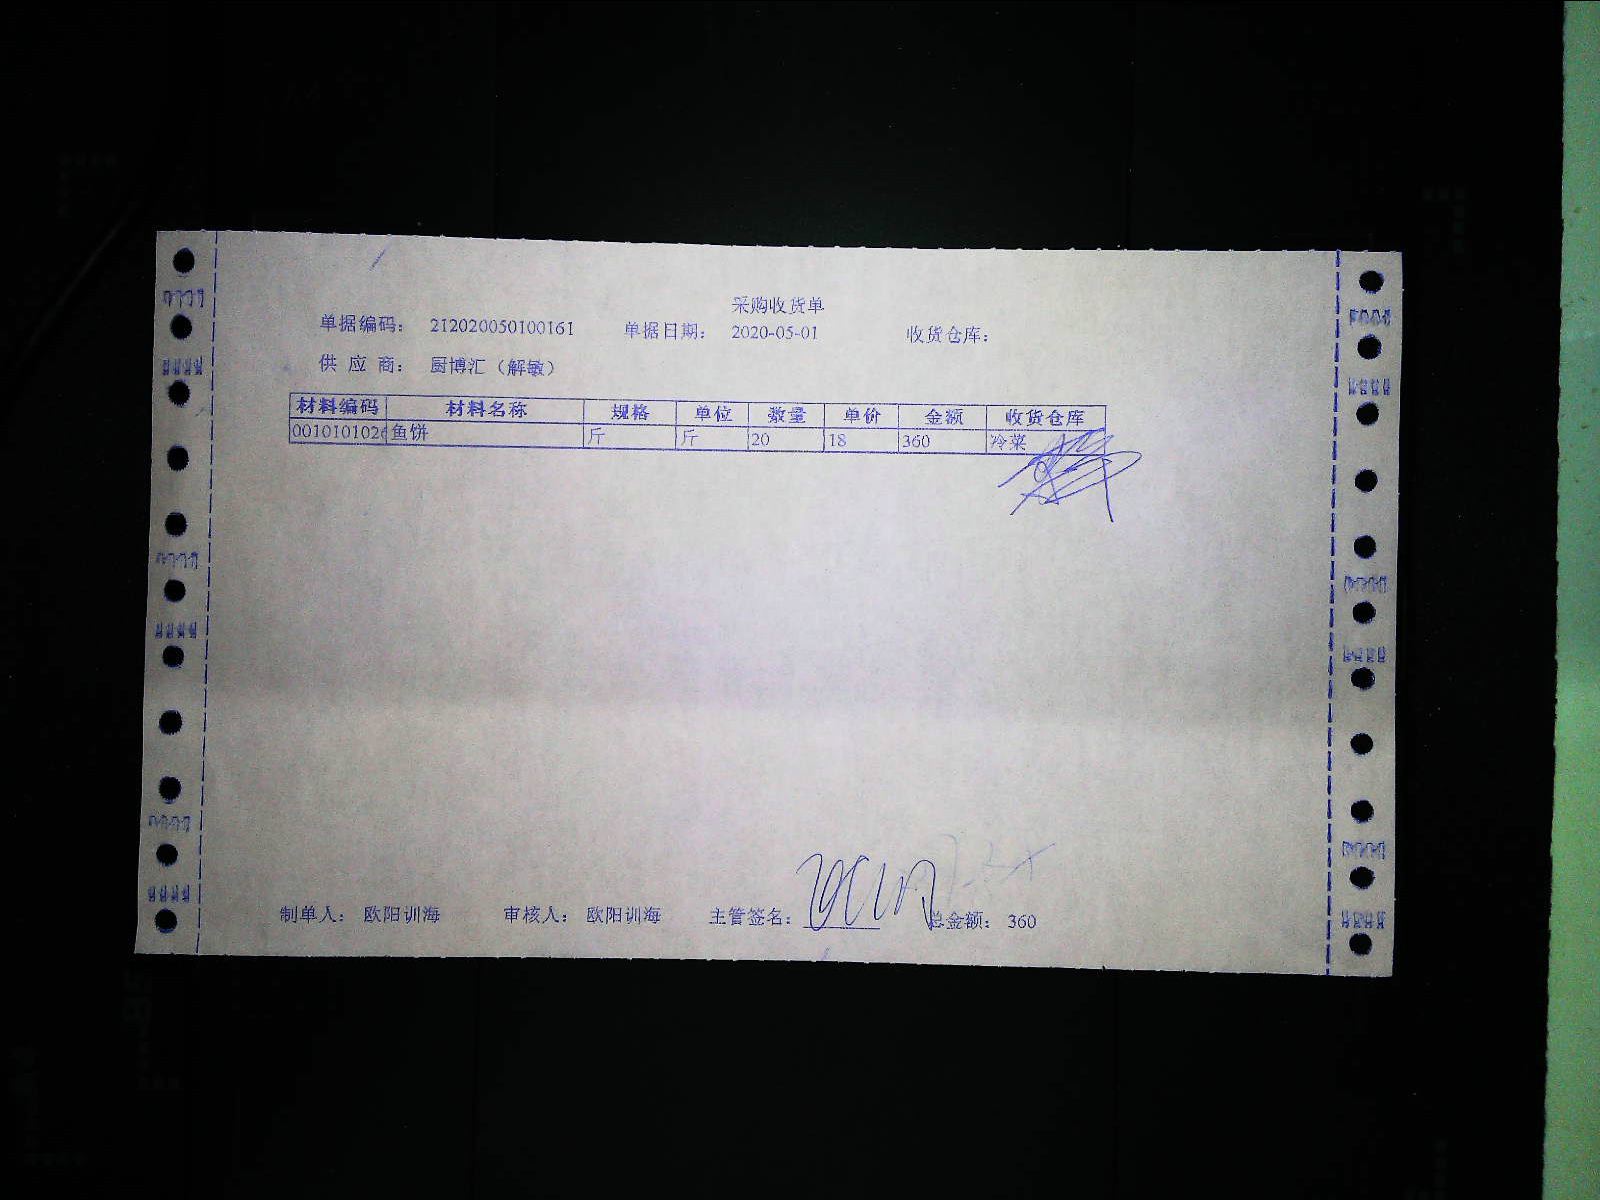 采购收货单
单据编码： 212020050100161 单据日期： 2020-05-01 收货仓库：
供 应 商： 厨博汇（解敏）
材料编码 材料名称 规格 单位 数量 单价 金额 收货仓库
0010101026 鱼饼 斤 斤 20 18 360 冷菜
制单人： 欧阳训海 审核人： 欧阳训海 主管签名： 总金额： 360